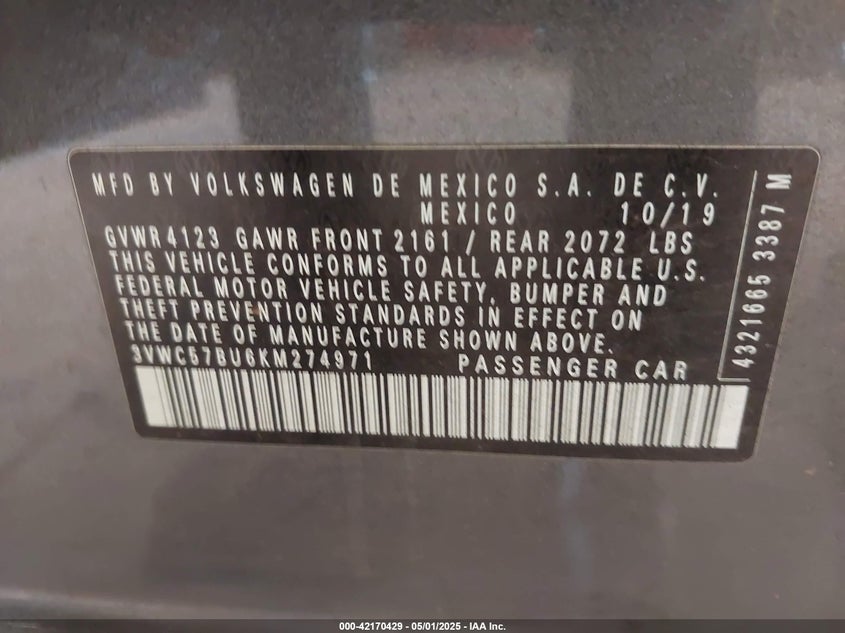 MFD BY VOLKSWAGEN DE MEXICO S.A. DE C.V.
MEXICO 10/19
GVWR 4123 GAWR FRONT 2161 / REAR 2072 LBS
THIS VEHICLE CONFORMS TO ALL APPLICABLE U.S.
FEDERAL MOTOR VEHICLE SAFETY, BUMPER AND
THEFT PREVENTION STANDARDS IN EFFECT ON
THE DATE OF MANUFACTURE SHOWN ABOVE.
3VWC57BU6KM274971 PASSENGER CAR
4321665 3387 M
000-42170429 - 05/01/2025 - IAA Inc.